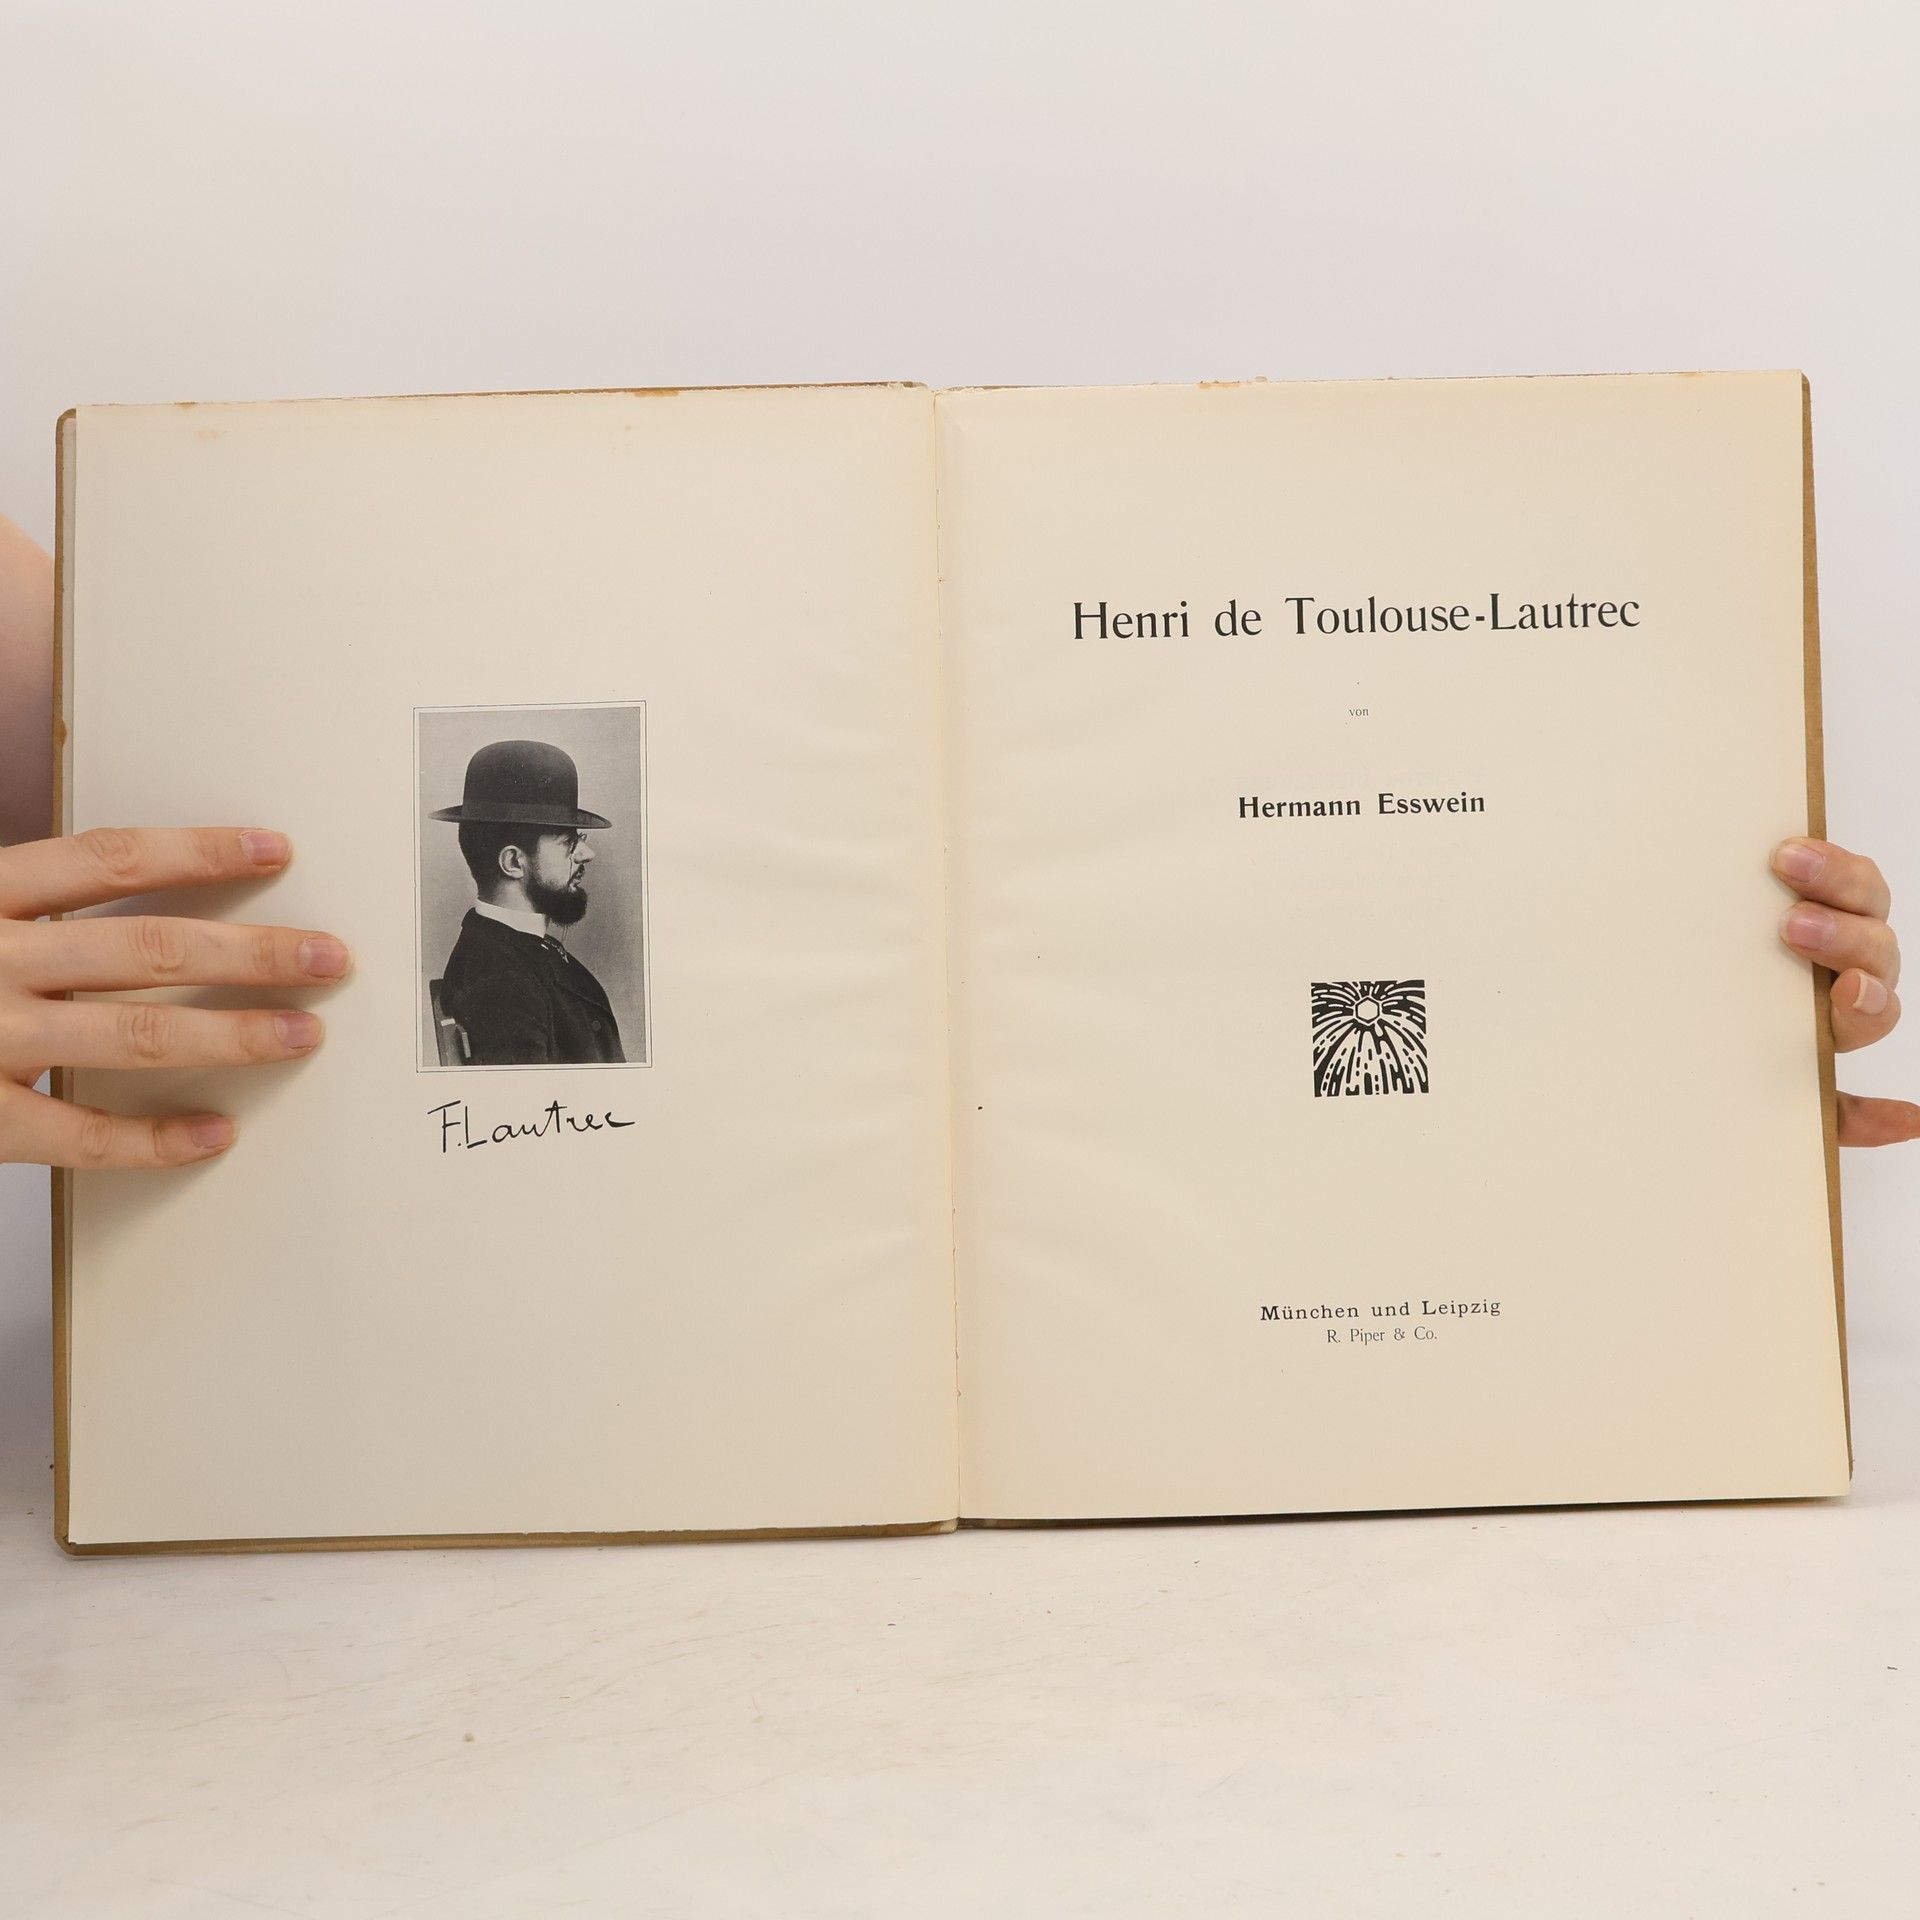 F.Lautrec
Henri de Toulouse-Lautrec
von
Hermann Esswein
München und Leipzig
R. Piper & Co.